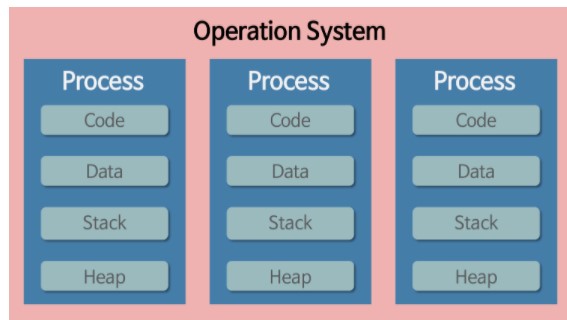 Operation System
Process
Code
Data
Stack
Heap
Process
Code
Data
Stack
Heap
Process
Code
Data
Stack
Heap